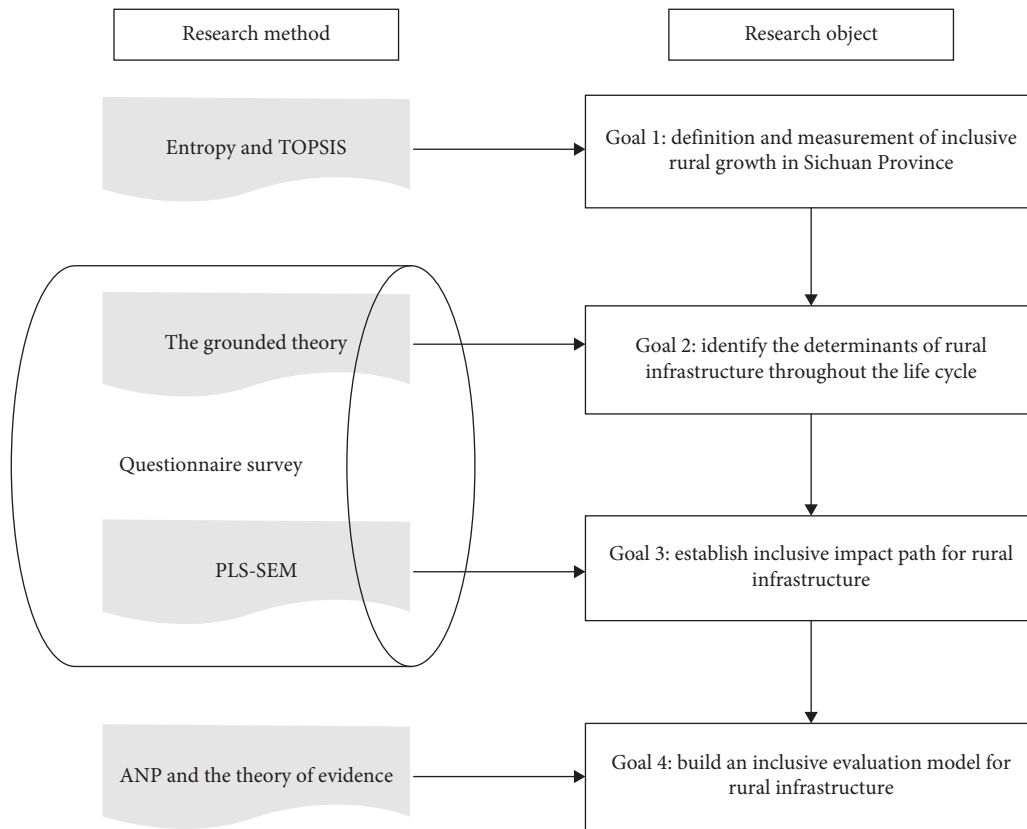 Research method
Research object
Entropy and TOPSIS
Goal 1: definition and measurement of inclusive
rural growth in Sichuan Province
The grounded theory
Goal 2: identify the determinants of rural
infrastructure throughout the life cycle
Questionnaire survey
PLS-SEM
Goal 3: establish inclusive impact path for rural
infrastructure
ANP and the theory of evidence
Goal 4: build an inclusive evaluation model for
rural infrastructure